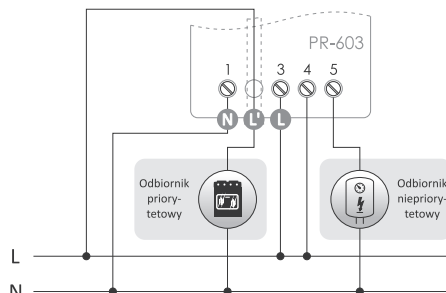 PR-603
1 3 4 5
N L' L
Odbiornik
priory-
tetowy
Odbiornik
niepriory-
tetowy
L
N